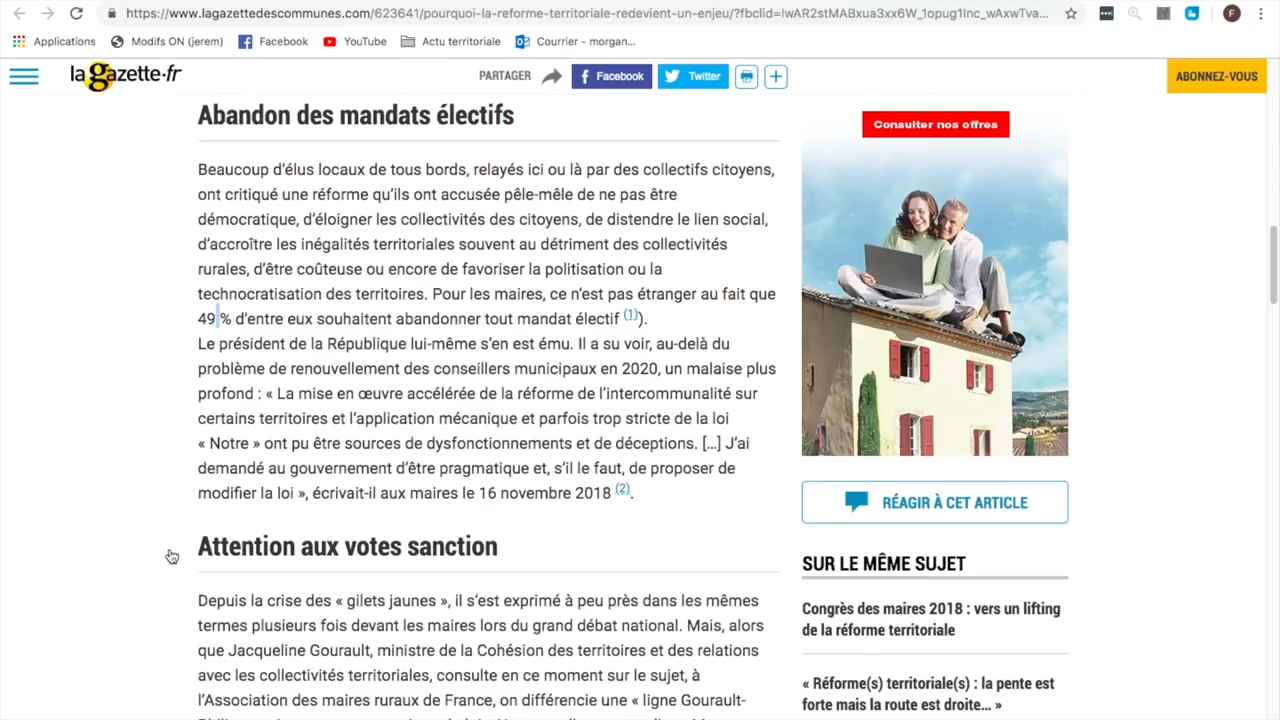 https://www.lagazettedescommunes.com/623641/pourquoi-la-reforme-territoriale-redevient-un-enjeu/?fbclid=IwAR2stMABxua3xx6W_1opug1Inc_wAxwTva...
F
Applications
Modifs ON (jerem)
Facebook
YouTube
Actu territoriale
Courrier - morgan...
la gazette·fr
PARTAGER
Facebook
Twitter
ABONNEZ-VOUS
Abandon des mandats électifs
Beaucoup d'élus locaux de tous bords, relayés ici ou là par des collectifs citoyens,
ont critiqué une réforme qu'ils ont accusée pêle-mêle de ne pas être
démocratique, d'éloigner les collectivités des citoyens, de distendre le lien social,
d'accroître les inégalités territoriales souvent au détriment des collectivités
rurales, d'être coûteuse ou encore de favoriser la politisation ou la
technocratisation des territoires. Pour les maires, ce n'est pas étranger au fait que
49 % d'entre eux souhaitent abandonner tout mandat électif (1)).
Le président de la République lui-même s'en est ému. Il a su voir, au-delà du
problème de renouvellement des conseillers municipaux en 2020, un malaise plus
profond : « La mise en œuvre accélérée de la réforme de l'intercommunalité sur
certains territoires et l'application mécanique et parfois trop stricte de la loi
« Notre » ont pu être sources de dysfonctionnements et de déceptions. [...] J'ai
demandé au gouvernement d'être pragmatique et, s'il le faut, de proposer de
modifier la loi », écrivait-il aux maires le 16 novembre 2018 (2).
Attention aux votes sanction
Depuis la crise des « gilets jaunes », il s'est exprimé à peu près dans les mêmes
termes plusieurs fois devant les maires lors du grand débat national. Mais, alors
que Jacqueline Gourault, ministre de la Cohésion des territoires et des relations
avec les collectivités territoriales, consulte en ce moment sur le sujet, à
l'Association des maires ruraux de France, on différencie une « ligne Gourault-
Consulter nos offres
RÉAGIR À CET ARTICLE
SUR LE MÊME SUJET
Congrès des maires 2018 : vers un lifting
de la réforme territoriale
« Réforme(s) territoriale(s) : la pente est
forte mais la route est droite... »